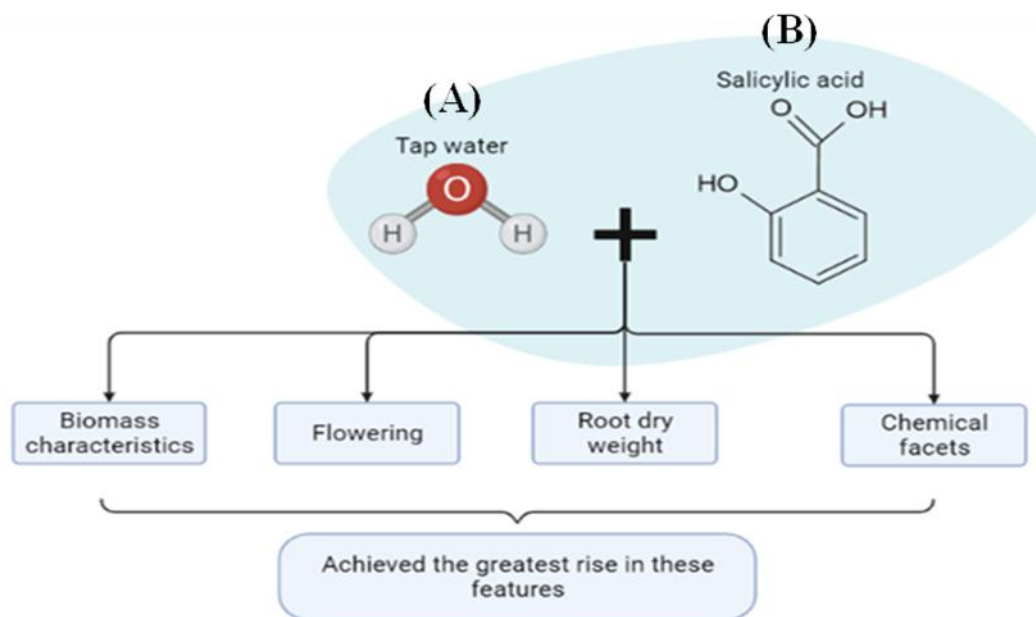 (B)
Salicylic acid
O
OH
HO
(A)
Tap water
O
H
H
Biomass
characteristics
Flowering
Root dry
weight
Chemical
facets
Achieved the greatest rise in these
features